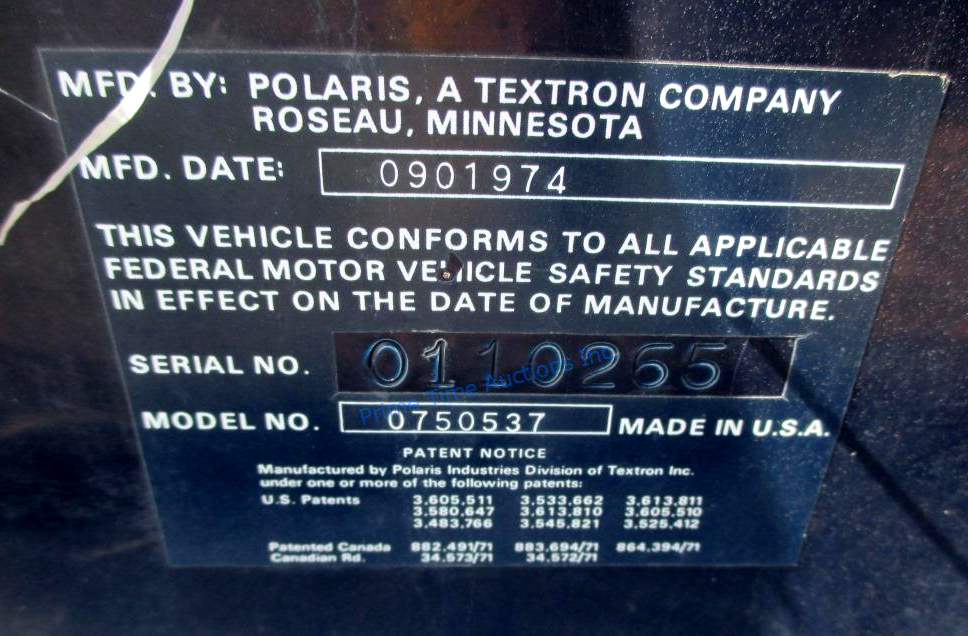 MFD. BY: POLARIS, A TEXTRON COMPANY
ROSEAU, MINNESOTA
MFD. DATE: 0901974
THIS VEHICLE CONFORMS TO ALL APPLICABLE
FEDERAL MOTOR VEHICLE SAFETY STANDARDS
IN EFFECT ON THE DATE OF MANUFACTURE.
SERIAL NO. 0110265
Prime Time Auctions Inc.
MODEL NO. 0750537 MADE IN U.S.A.
PATENT NOTICE
Manufactured by Polaris Industries Division of Textron Inc.
under one or more of the following patents:
U.S. Patents 3,605,511 3,533,662 3,613,811
3,580,647 3,613,810 3,605,510
3,483,766 3,545,821 3,525,412
Patented Canada 882,491/71 883,694/71 864,394/71
Canadian Rd. 34,573/71 34,572/71